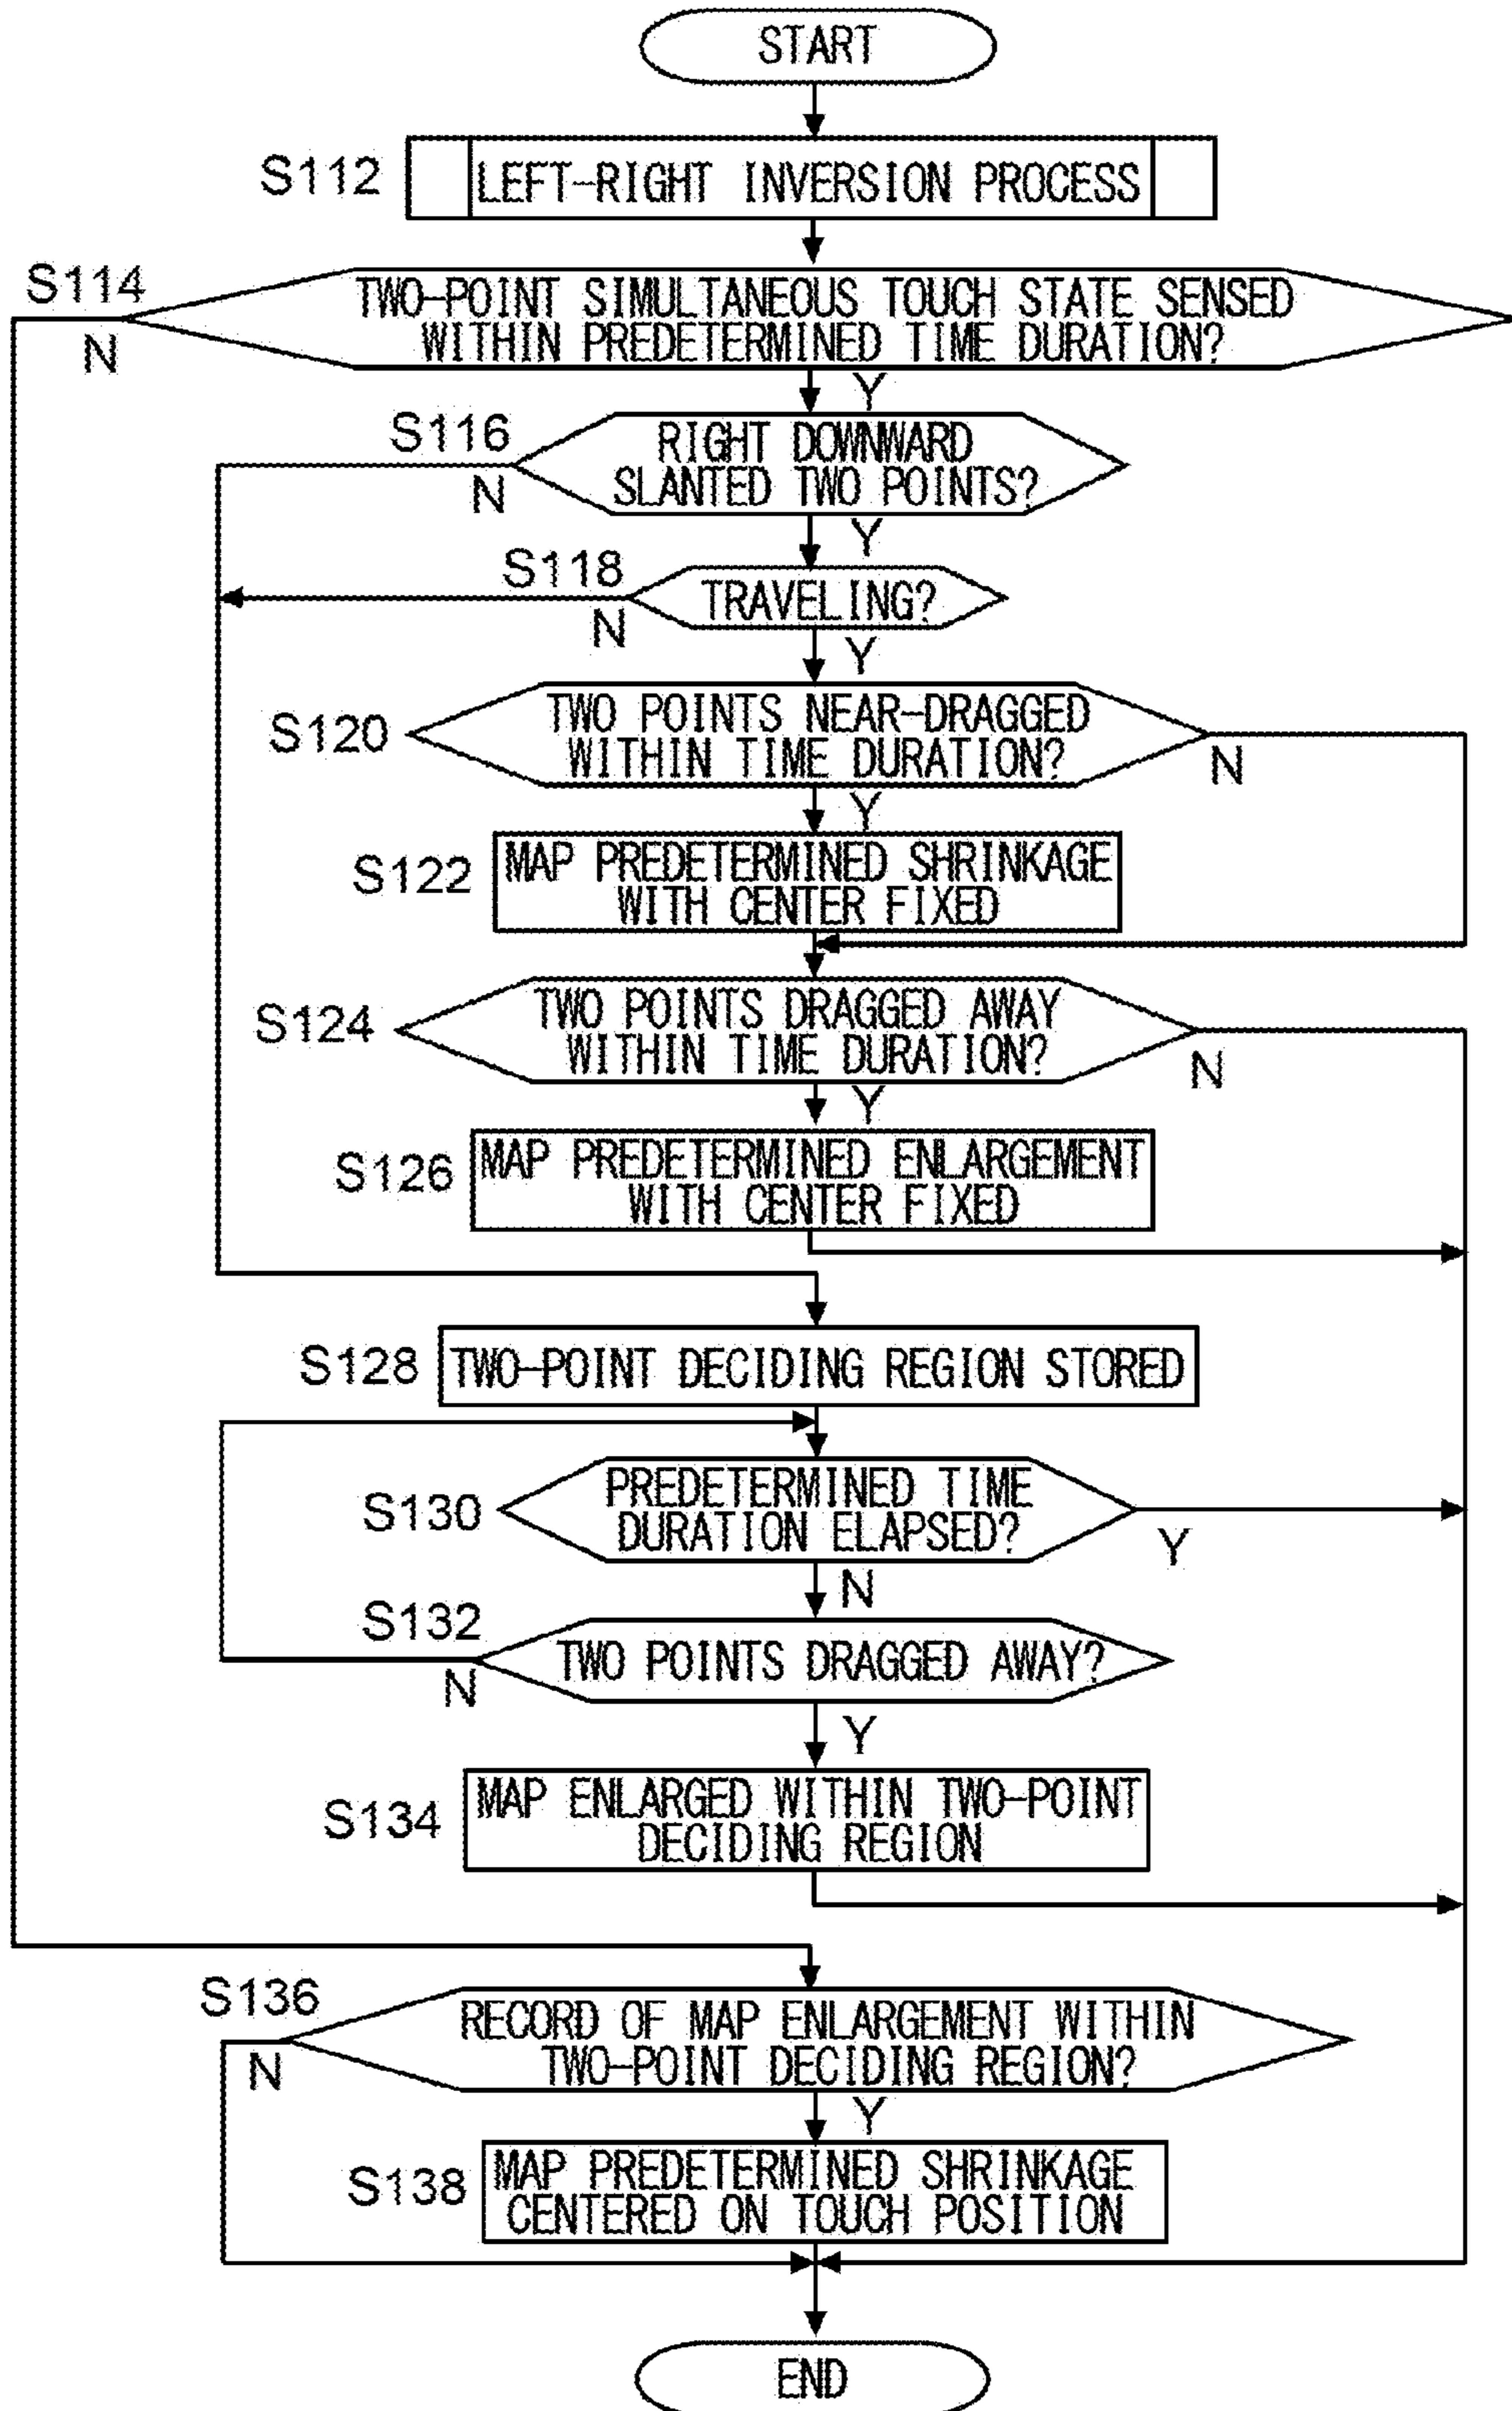 START
S112
LEFT-RIGHT INVERSION PROCESS
S114
TWO-POINT SIMULTANEOUS TOUCH STATE SENSED
WITHIN PREDETERMINED TIME DURATION?
N
Y
S116
RIGHT DOWNWARD
SLANTED TWO POINTS?
N
Y
S118
TRAVELING?
N
Y
S120
TWO POINTS NEAR-DRAGGED
WITHIN TIME DURATION?
N
Y
S122
MAP PREDETERMINED SHRINKAGE
WITH CENTER FIXED
S124
TWO POINTS DRAGGED AWAY
WITHIN TIME DURATION?
N
Y
S126
MAP PREDETERMINED ENLARGEMENT
WITH CENTER FIXED
S128
TWO-POINT DECIDING REGION STORED
S130
PREDETERMINED TIME
DURATION ELAPSED?
Y
N
S132
TWO POINTS DRAGGED AWAY?
N
Y
S134
MAP ENLARGED WITHIN TWO-POINT
DECIDING REGION
S136
RECORD OF MAP ENLARGEMENT WITHIN
TWO-POINT DECIDING REGION?
N
Y
S138
MAP PREDETERMINED SHRINKAGE
CENTERED ON TOUCH POSITION
END